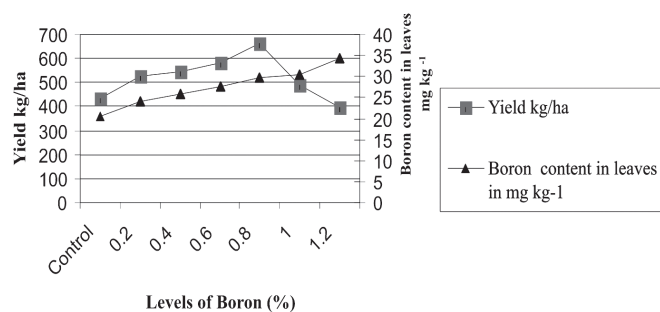 700
600
500
400
300
200
100
0
Yield kg/ha
40
35
30
25
20
15
10
5
0
Boron content in leaves
mg kg -1
Control
0.2
0.4
0.6
0.8
1
1.2
Levels of Boron (%)
Yield kg/ha
Boron content in leaves
in mg kg-1